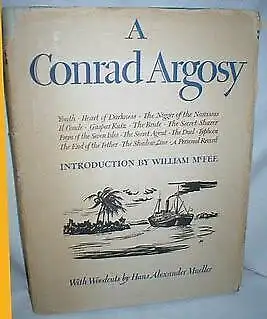 A
Conrad Argosy
Youth · Heart of Darkness · The Nigger of the Narcissus
Il Conde · Gaspar Ruiz · The Brute · The Secret Sharer
Freya of the Seven Isles · The Secret Agent · The Duel · Typhoon
The End of the Tether · The Shadow Line · A Personal Record
INTRODUCTION BY WILLIAM McFEE
With Woodcuts by Hans Alexander Mueller